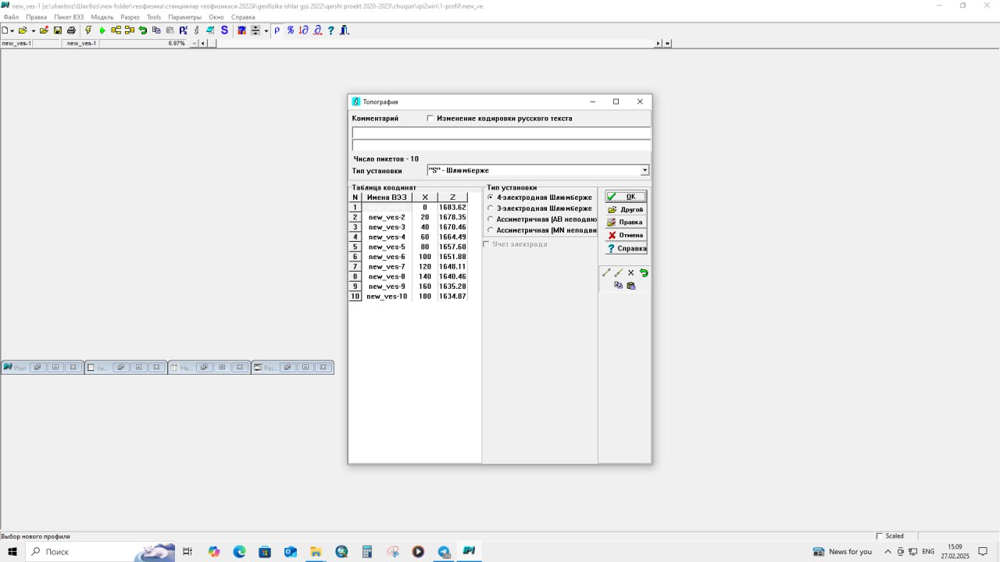 new_ves-1 [e:\shaxboz\Шахбоз\new folder\геофизика\станциялар геофизикаси 2022й\geofizika ishlar gss 2022\qarshi proekt 2020-2023\chuqun\ipi2win\1-profil\new_ve
Файл Правка Пикет ВЭЗ Модель Разрез Tools Параметры Окно Справка
new_ves-1 new_ves-1 6.97%
Топография
Комментарий Изменение кодировки русского текста
Число пикетов - 10
Тип установки "S" - Шлюмберже
Таблица коодинат Тип установки
N Имена ВЭЗ X Z
1 0 1683.62
2 new_ves-2 20 1678.35
3 new_ves-3 40 1670.46
4 new_ves-4 60 1664.49
5 new_ves-5 80 1657.60
6 new_ves-6 100 1651.88
7 new_ves-7 120 1648.11
8 new_ves-8 140 1640.46
9 new_ves-9 160 1635.28
10 new_ves-10 180 1634.87
4-электродная Шлюмберже
3-электродная Шлюмберже
Ассиметричная (AB неподвиж
Ассиметричная (MN неподви
Учет электрода
OK
Другой
Правка
Отмена
Справка
Plan ne... Не... Раз...
Выбор нового профиля Scaled
Поиск News for you ENG 15:09
27.02.2025